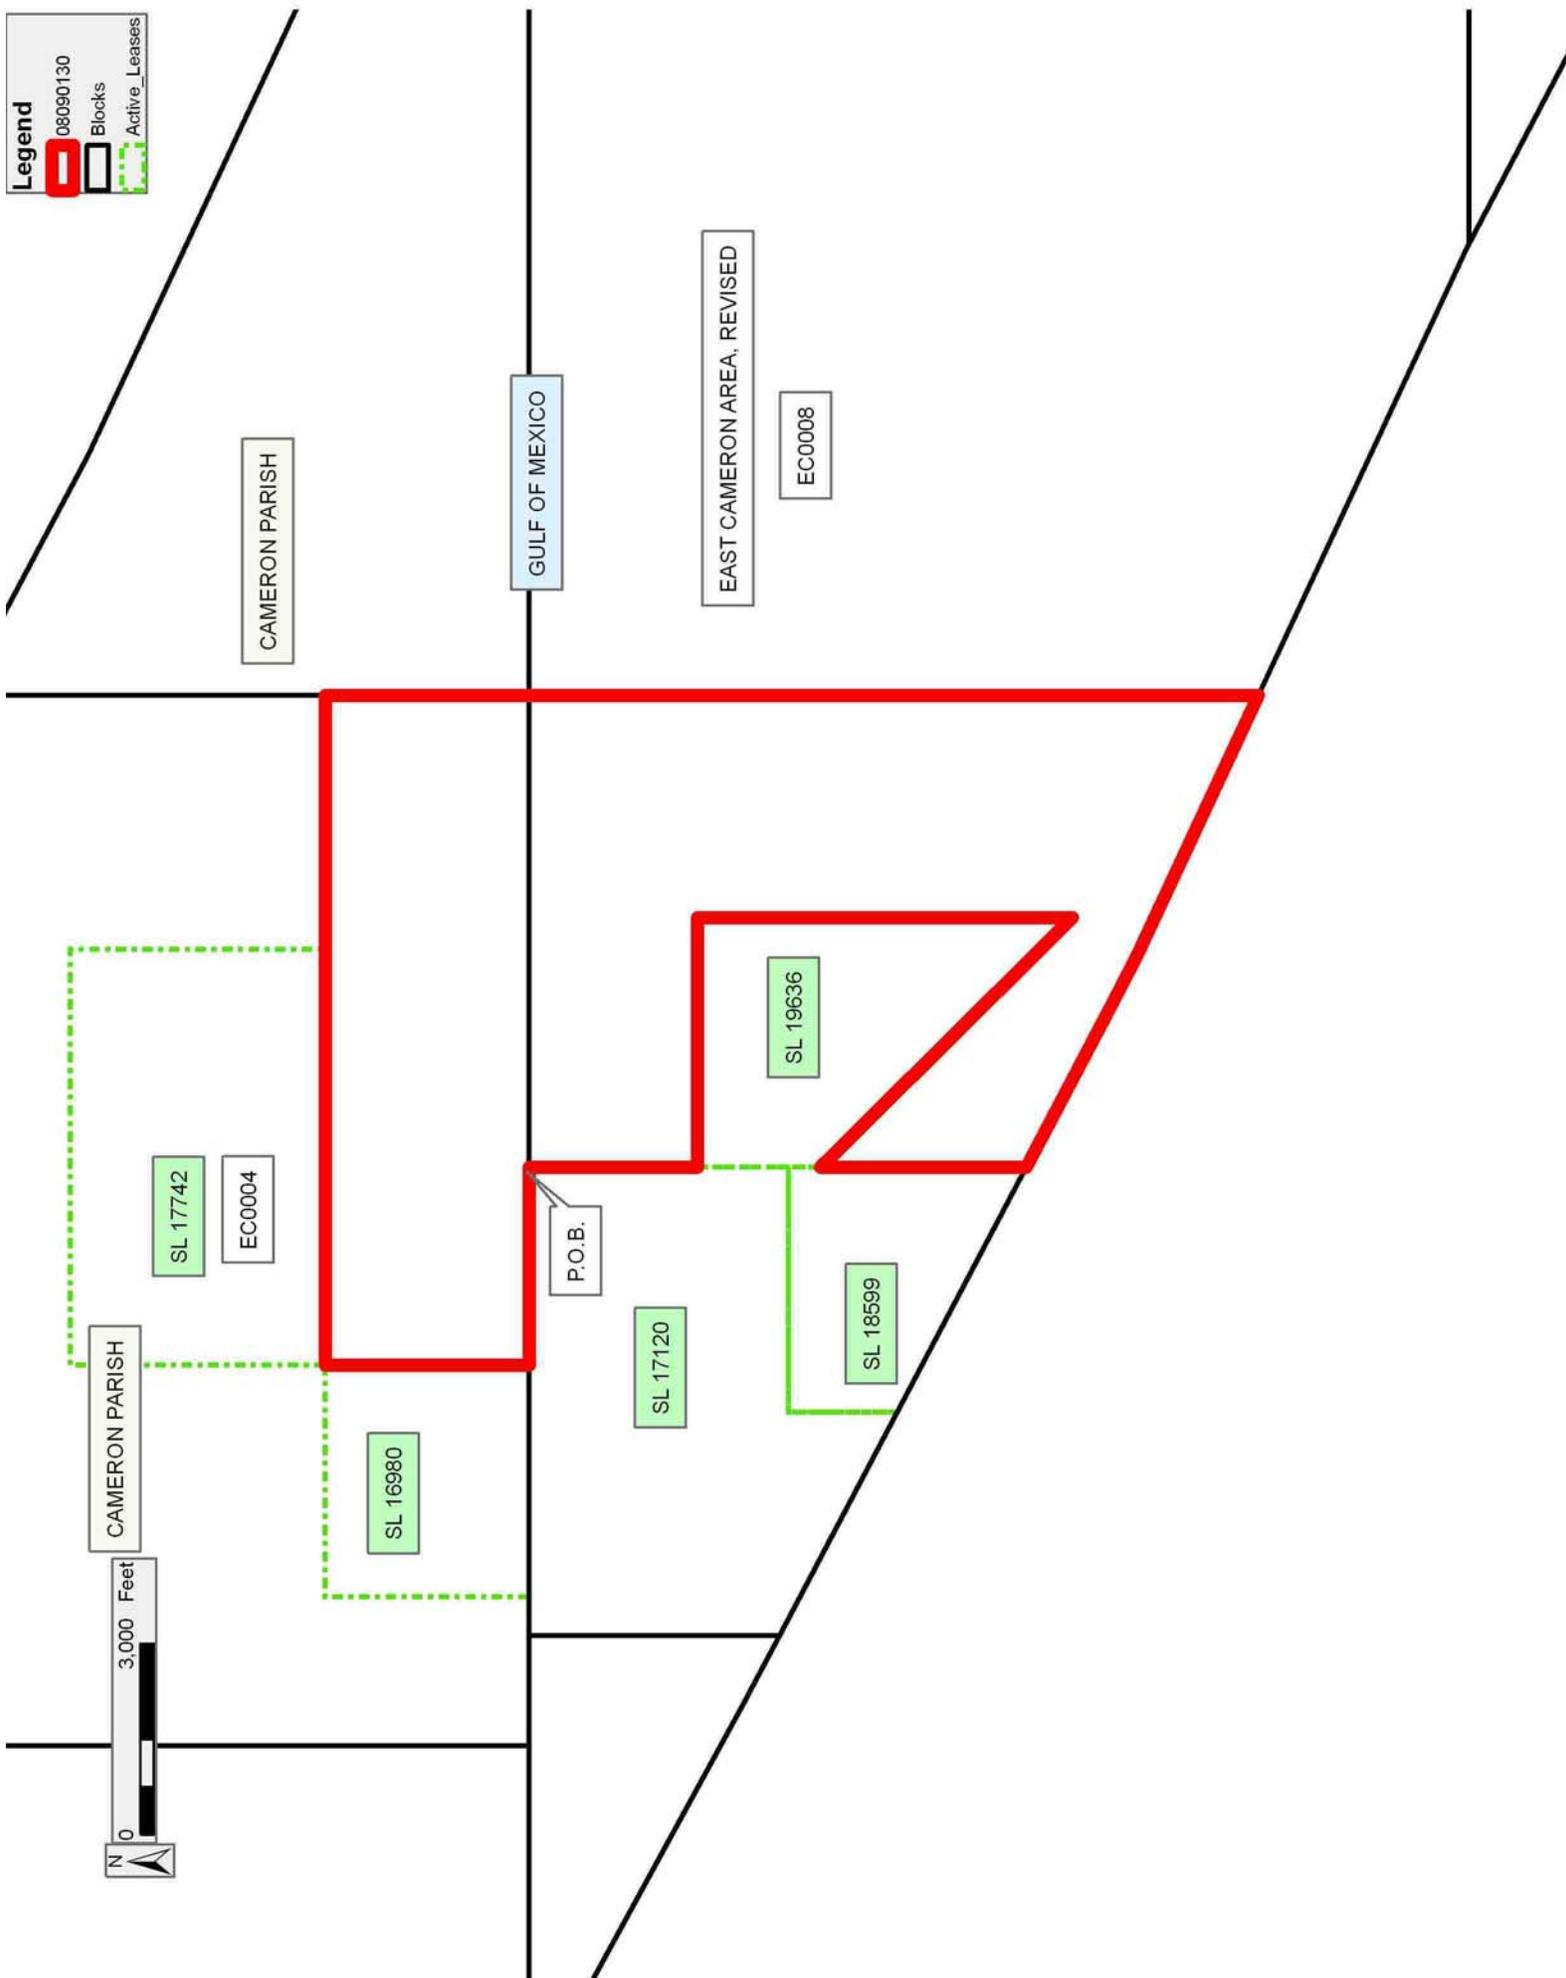 Legend
08090130
Blocks
Active_Leases
CAMERON PARISH
GULF OF MEXICO
EAST CAMERON AREA, REVISED
EC0008
SL 17742
EC0004
SL 19636
P.O.B.
SL 17120
SL 18599
CAMERON PARISH
SL 16980
N
0 3,000 Feet